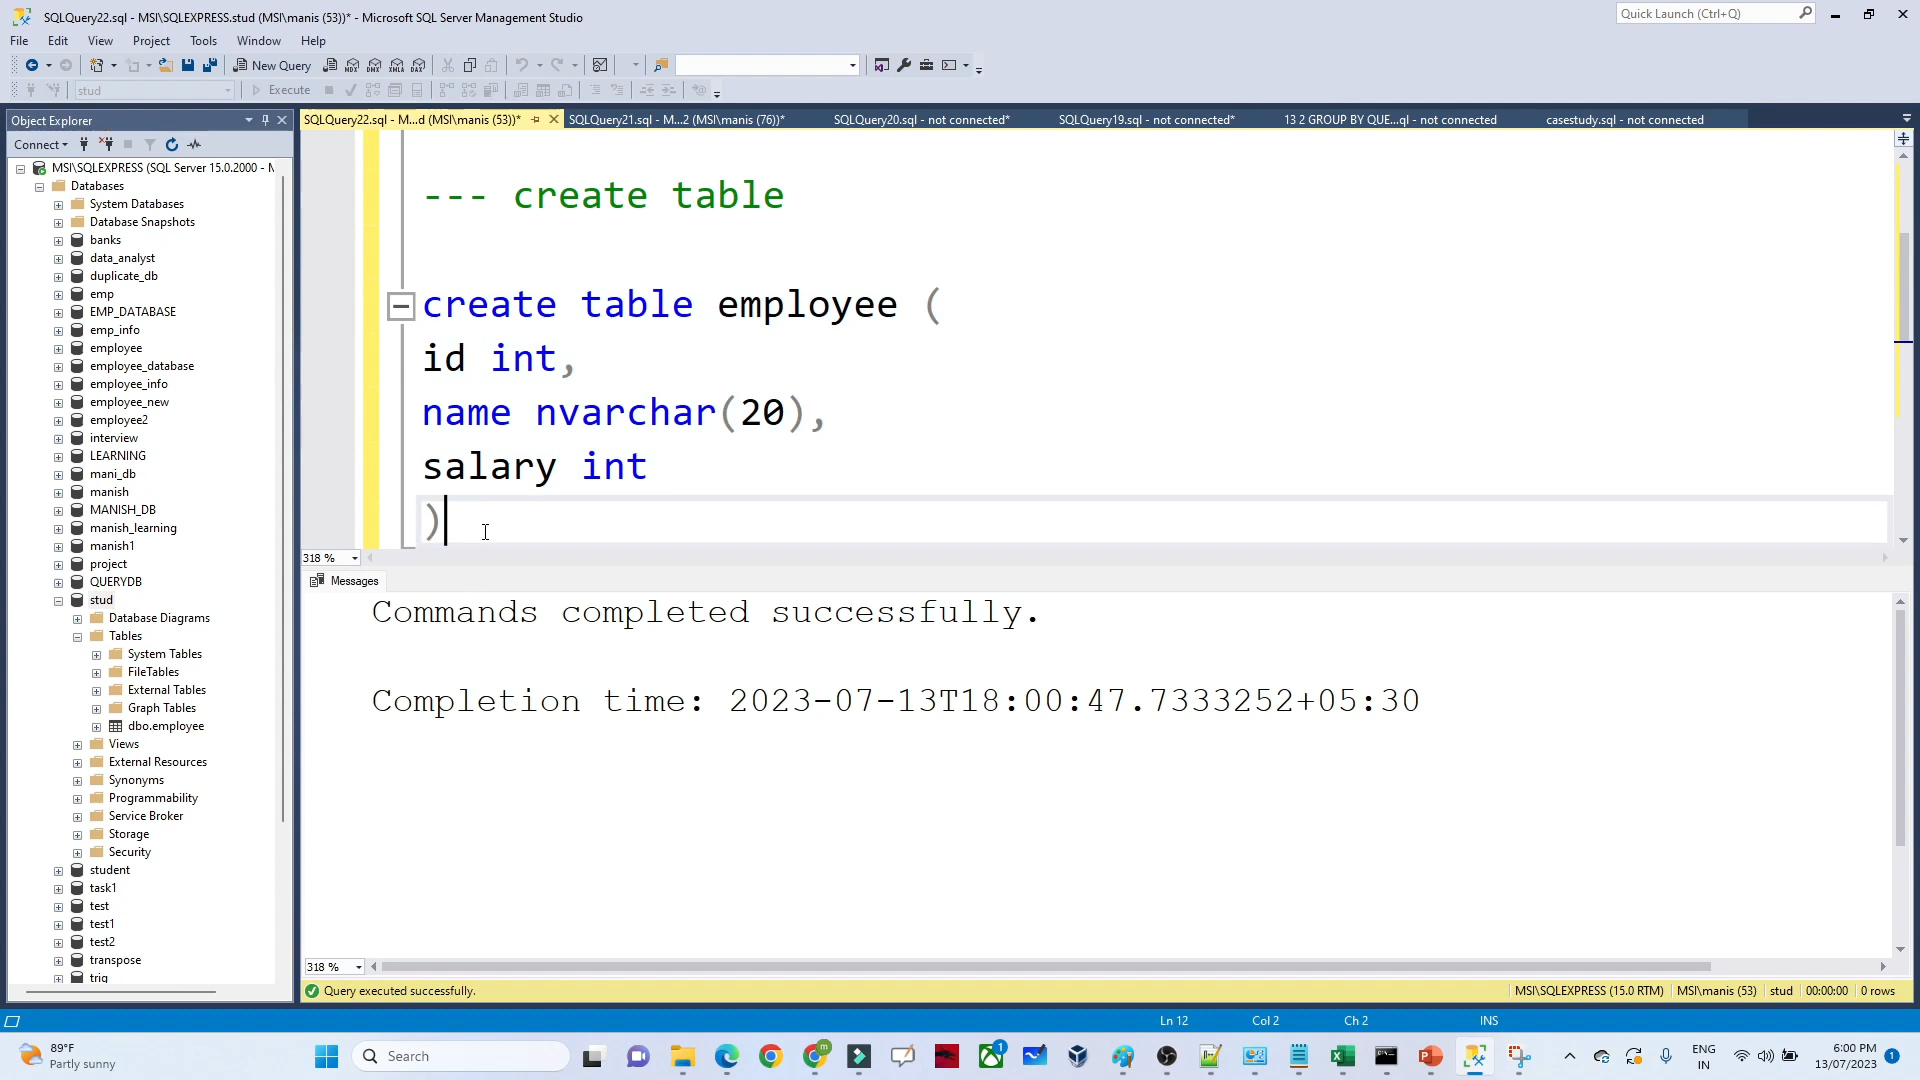 SQLQuery22.sql - MSI\SQLEXPRESS.stud (MSI\manis (53))* - Microsoft SQL Server Management Studio
Quick Launch (Ctrl+Q)
File Edit View Project Tools Window Help
New Query
stud
Execute
Object Explorer
SQLQuery22.sql - M...d (MSI\manis (53))*
SQLQuery21.sql - M...2 (MSI\manis (76))*
SQLQuery20.sql - not connected*
SQLQuery19.sql - not connected*
13 2 GROUP BY QUE...ql - not connected
casestudy.sql - not connected
Connect
MSI\SQLEXPRESS (SQL Server 15.0.2000 - M
Databases
System Databases
Database Snapshots
banks
data_analyst
duplicate_db
emp
EMP_DATABASE
emp_info
employee
employee_database
employee_info
employee_new
employee2
interview
LEARNING
mani_db
manish
MANISH_DB
manish_learning
manish1
project
QUERYDB
stud
Database Diagrams
Tables
System Tables
FileTables
External Tables
Graph Tables
dbo.employee
Views
External Resources
Synonyms
Programmability
Service Broker
Storage
Security
student
task1
test
test1
test2
transpose
trig
--- create table
create table employee (
id int,
name nvarchar(20),
salary int
)
318 %
Messages
Commands completed successfully.
Completion time: 2023-07-13T18:00:47.7333252+05:30
318 %
Query executed successfully.
MSI\SQLEXPRESS (15.0 RTM)
MSI\manis (53)
stud
00:00:00
0 rows
Ln 12
Col 2
Ch 2
INS
89°F
Partly sunny
Search
ENG
IN
6:00 PM
13/07/2023